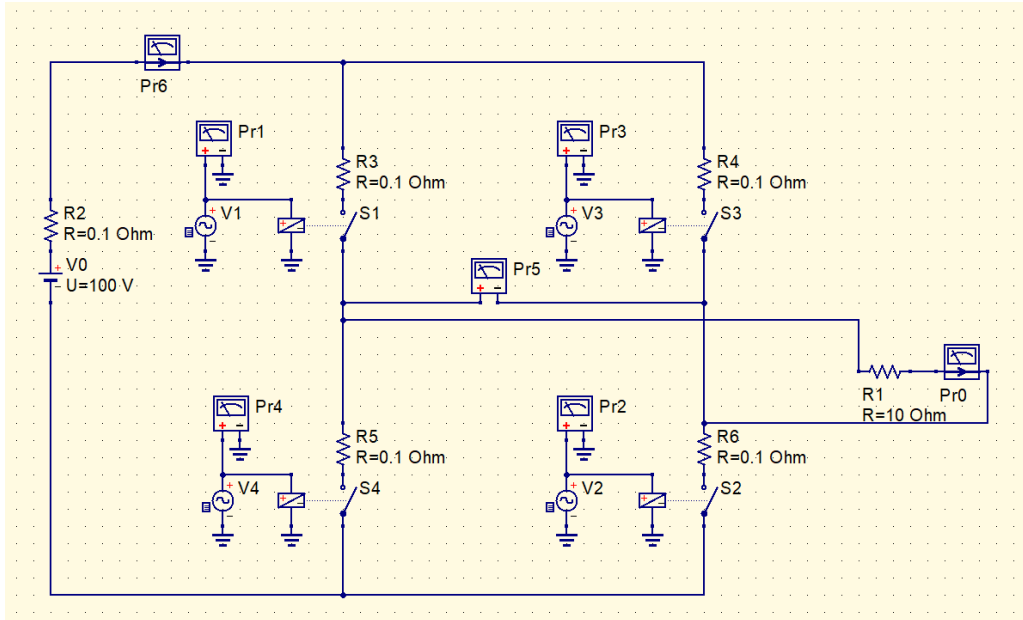 Pr6
Pr1
Pr3
R3
R=0.1 Ohm
R4
R=0.1 Ohm
R2
R=0.1 Ohm
V1
S1
V3
S3
V0
U=100 V
Pr5
R1
R=10 Ohm
Pr0
Pr4
Pr2
R5
R=0.1 Ohm
R6
R=0.1 Ohm
V4
S4
V2
S2